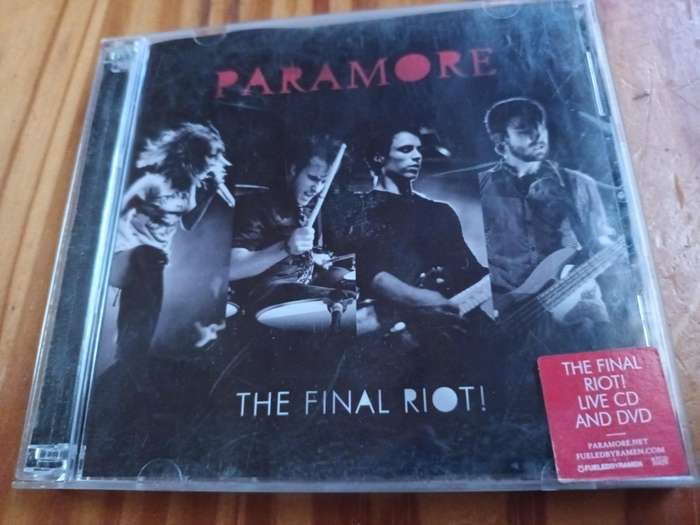 PARAMORE
THE FINAL RIOT!
THE FINAL
RIOT!
LIVE CD
AND DVD
PARAMORE.NET
FUELEDBYRAMEN.COM
FUELEDBYRAMEN